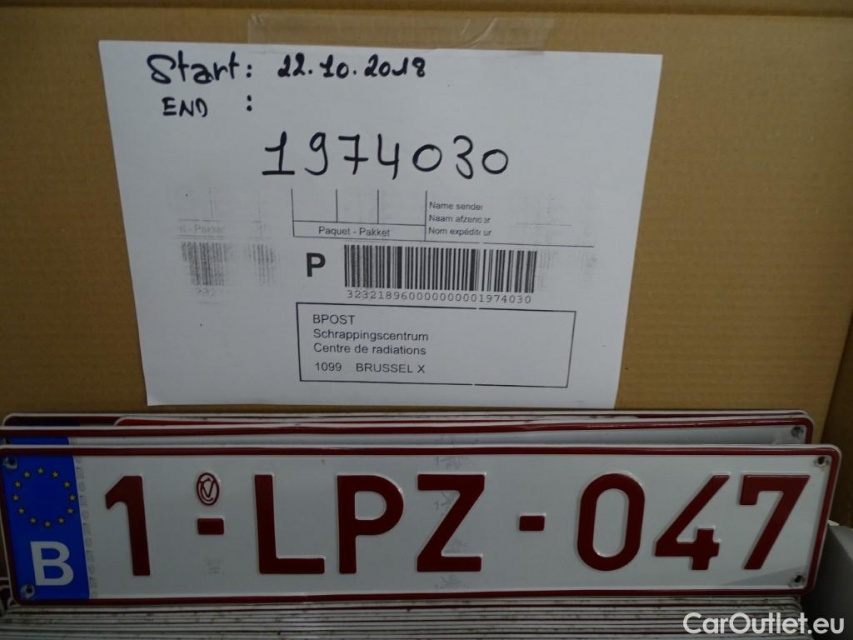 Start: 22.10.2018
END :
1974030
Name sender
Naam afzender
Nom expéditeur
Paquet - Pakket
P
323218960000000001974030
BPOST
Schrappingscentrum
Centre de radiations
1099 BRUSSEL X
B 1-LPZ-047
CarOutlet.eu